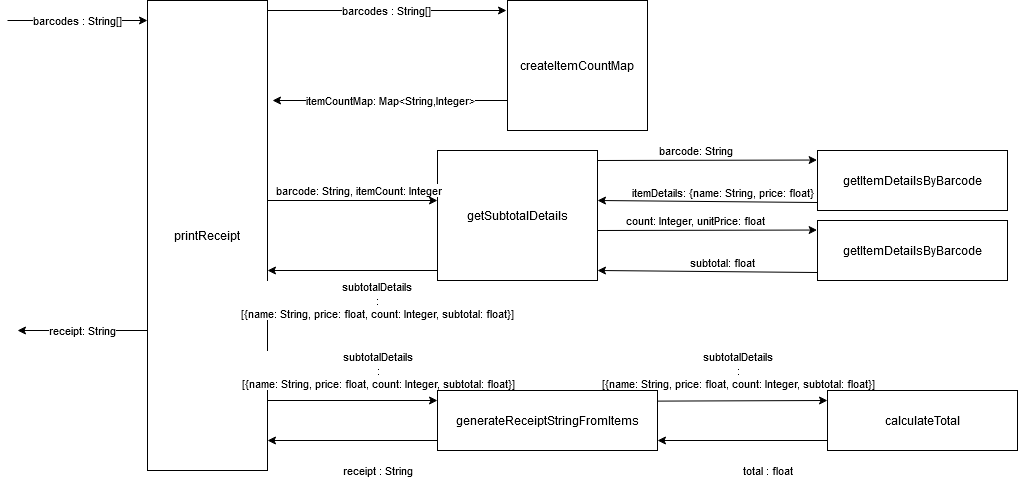 barcodes : String[]
barcodes : String[]
createItemCountMap
itemCountMap: Map<String,Integer>
barcode: String
getItemDetailsByBarcode
barcode: String, itemCount: Integer
itemDetails: {name: String, price: float}
getSubtotalDetails
count: Integer, unitPrice: float
printReceipt
getItemDetailsByBarcode
subtotal: float
subtotalDetails
:
[{name: String, price: float, count: Integer, subtotal: float}]
receipt: String
subtotalDetails
:
[{name: String, price: float, count: Integer, subtotal: float}]
subtotalDetails
:
[{name: String, price: float, count: Integer, subtotal: float}]
generateReceiptStringFromItems
calculateTotal
receipt : String
total : float